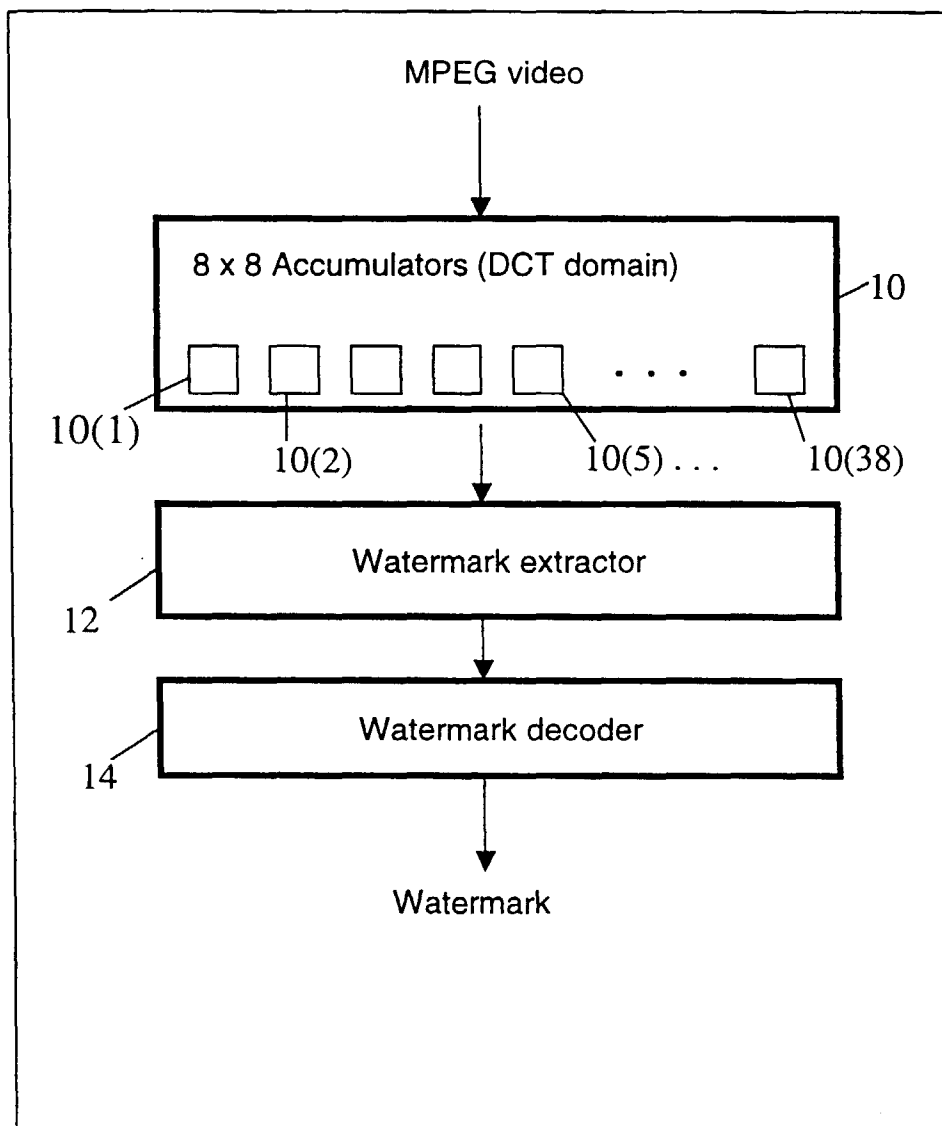 MPEG video
8 x 8 Accumulators (DCT domain)
10
. . .
10(1)
10(2)
10(5) . . .
10(38)
Watermark extractor
12
Watermark decoder
14
Watermark